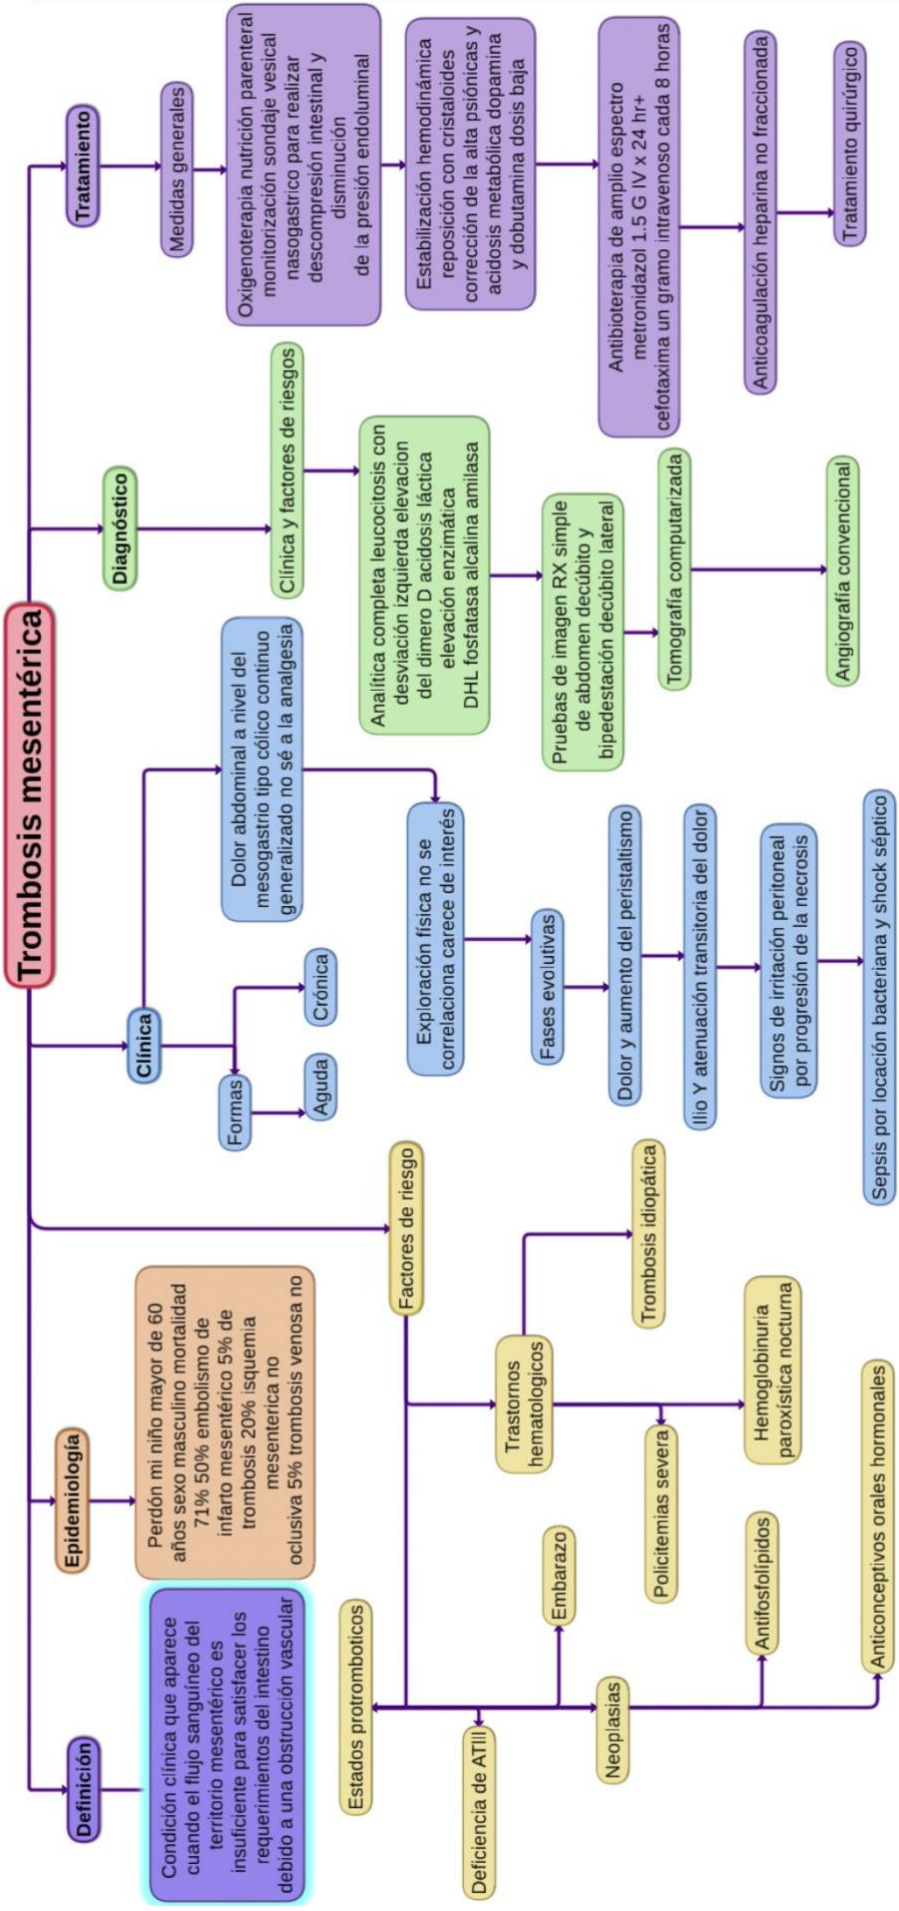 Trombosis mesentérica
Definición
Condición clínica que aparece
cuando el flujo sanguíneo del
territorio mesentérico es
insuficiente para satisfacer los
requerimientos del intestino
debido a una obstrucción vascular
Epidemiología
Perdón mi niño mayor de 60
años sexo masculino mortalidad
71% 50% embolismo de
infarto mesentérico 5% de
trombosis 20% isquemia
mesenterica no
oclusiva 5% trombosis venosa no
Factores de riesgo
Estados protromboticos
Deficiencia de ATIII
Embarazo
Neoplasias
Antifosfolípidos
Anticonceptivos orales hormonales
Trastornos
hematologicos
Trombosis idiopática
Policitemias severa
Hemoglobinuria
paroxística nocturna
Clínica
Formas
Aguda
Crónica
Dolor abdominal a nivel del
mesogastrio tipo cólico continuo
generalizado no sé a la analgesia
Exploración física no se
correlaciona carece de interés
Fases evolutivas
Dolor y aumento del peristaltismo
Ilio Y atenuación transitoria del dolor
Signos de irritación peritoneal
por progresión de la necrosis
Sepsis por locación bacteriana y shock séptico
Diagnóstico
Clínica y factores de riesgos
Analítica completa leucocitosis con
desviación izquierda elevacion
del dimero D acidosis láctica
elevación enzimática
DHL fosfatasa alcalina amilasa
Pruebas de imagen RX simple
de abdomen decúbito y
bipedestación decúbito lateral
Tomografía computarizada
Angiografía convencional
Tratamiento
Medidas generales
Oxigenoterapia nutrición parenteral
monitorización sondaje vesical
nasogastrico para realizar
descompresión intestinal y
disminución
de la presión endoluminal
Estabilización hemodinámica
reposición con cristaloides
corrección de la alta psiónicas y
acidosis metabólica dopamina
y dobutamina dosis baja
Antibioterapia de amplio espectro
metronidazol 1.5 G IV x 24 hr+
cefotaxima un gramo intravenoso cada 8 horas
Anticoagulación heparina no fraccionada
Tratamiento quirúrgico